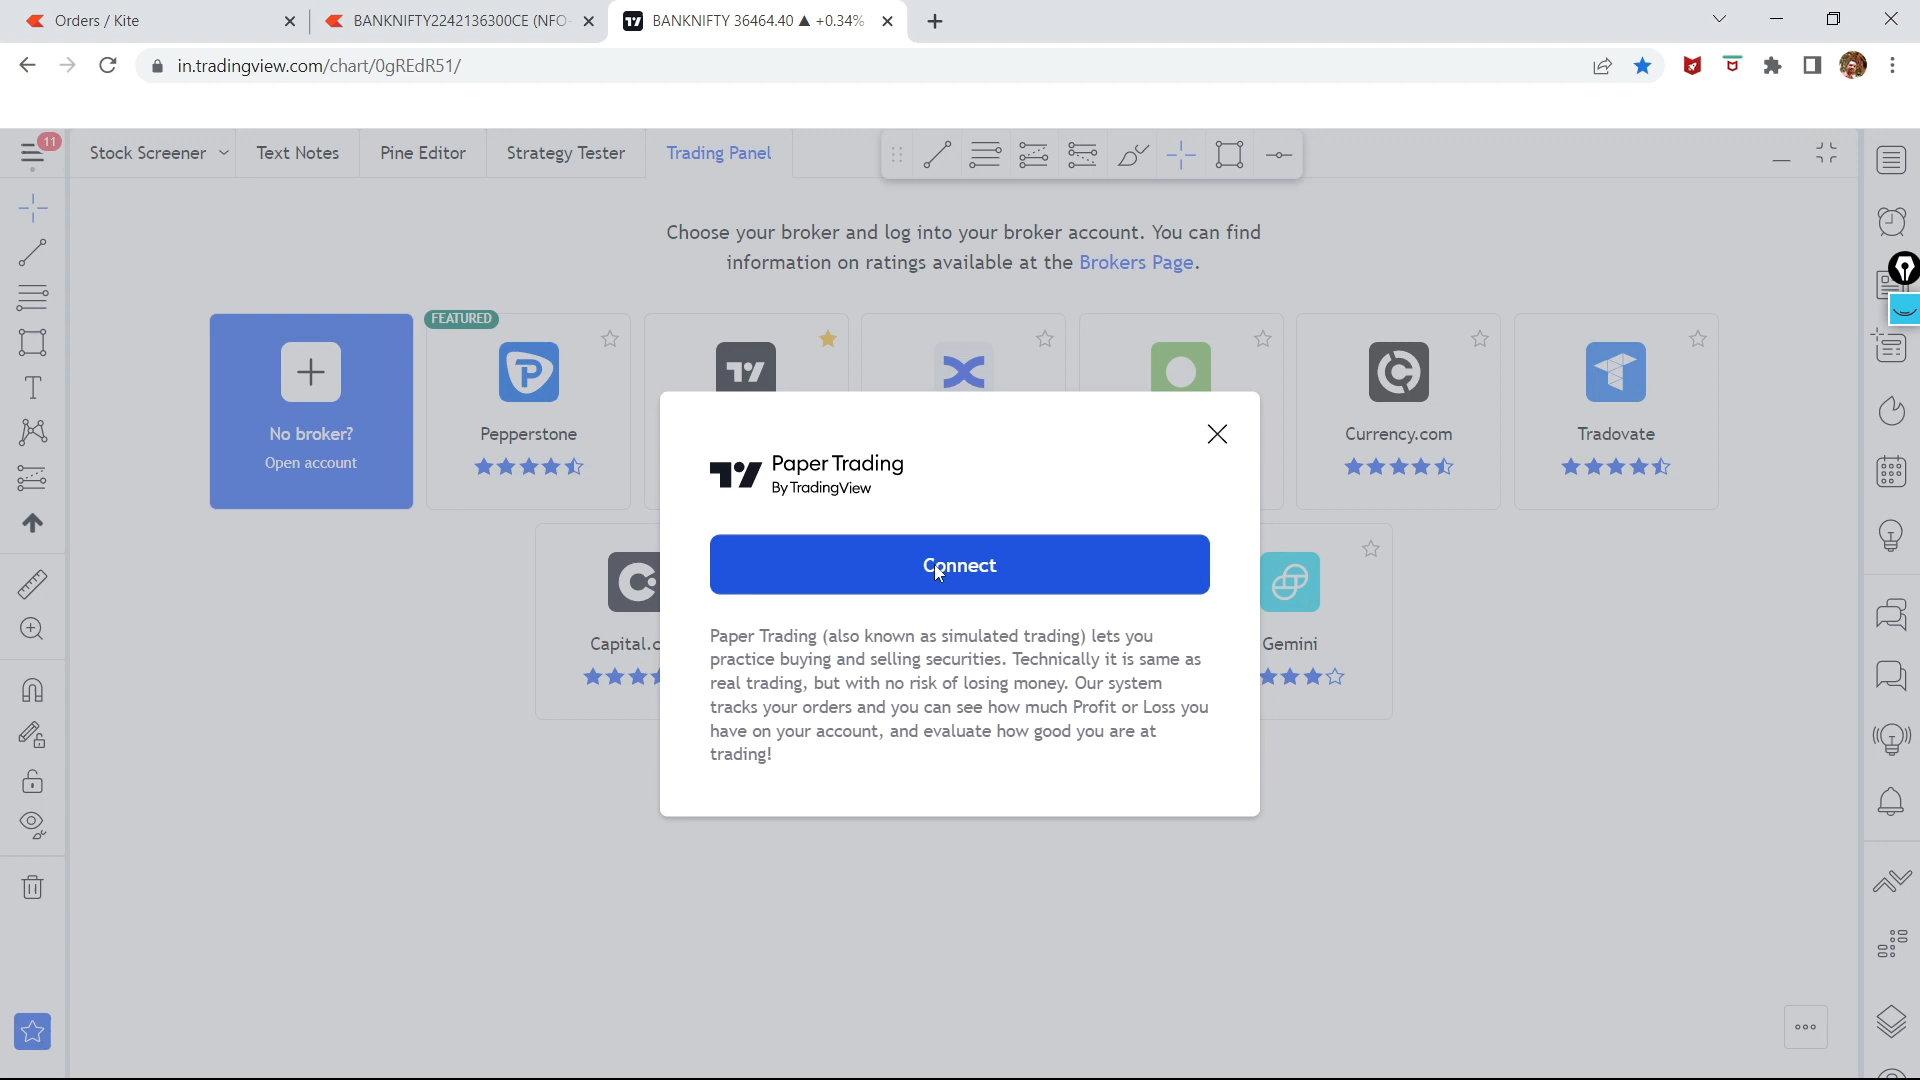 Orders / Kite
BANKNIFTY2242136300CE (NFO
BANKNIFTY 36464.40 ▲ +0.34%
in.tradingview.com/chart/0gREdR51/
11
Stock Screener
Text Notes
Pine Editor
Strategy Tester
Trading Panel
Choose your broker and log into your broker account. You can find
information on ratings available at the Brokers Page.
FEATURED
No broker?
Open account
Pepperstone
Currency.com
Tradovate
Paper Trading
By TradingView
Connect
Capital.c
Gemini
Paper Trading (also known as simulated trading) lets you
practice buying and selling securities. Technically it is same as
real trading, but with no risk of losing money. Our system
tracks your orders and you can see how much Profit or Loss you
have on your account, and evaluate how good you are at
trading!